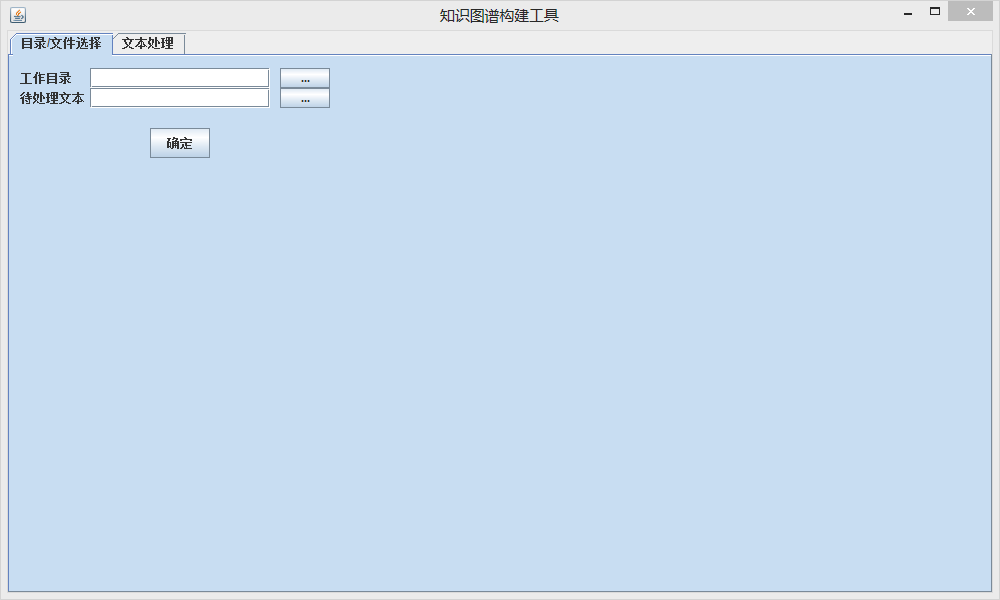 知识图谱构建工具
目录/文件选择 文本处理
工作目录 ...
待处理文本 ...
确定